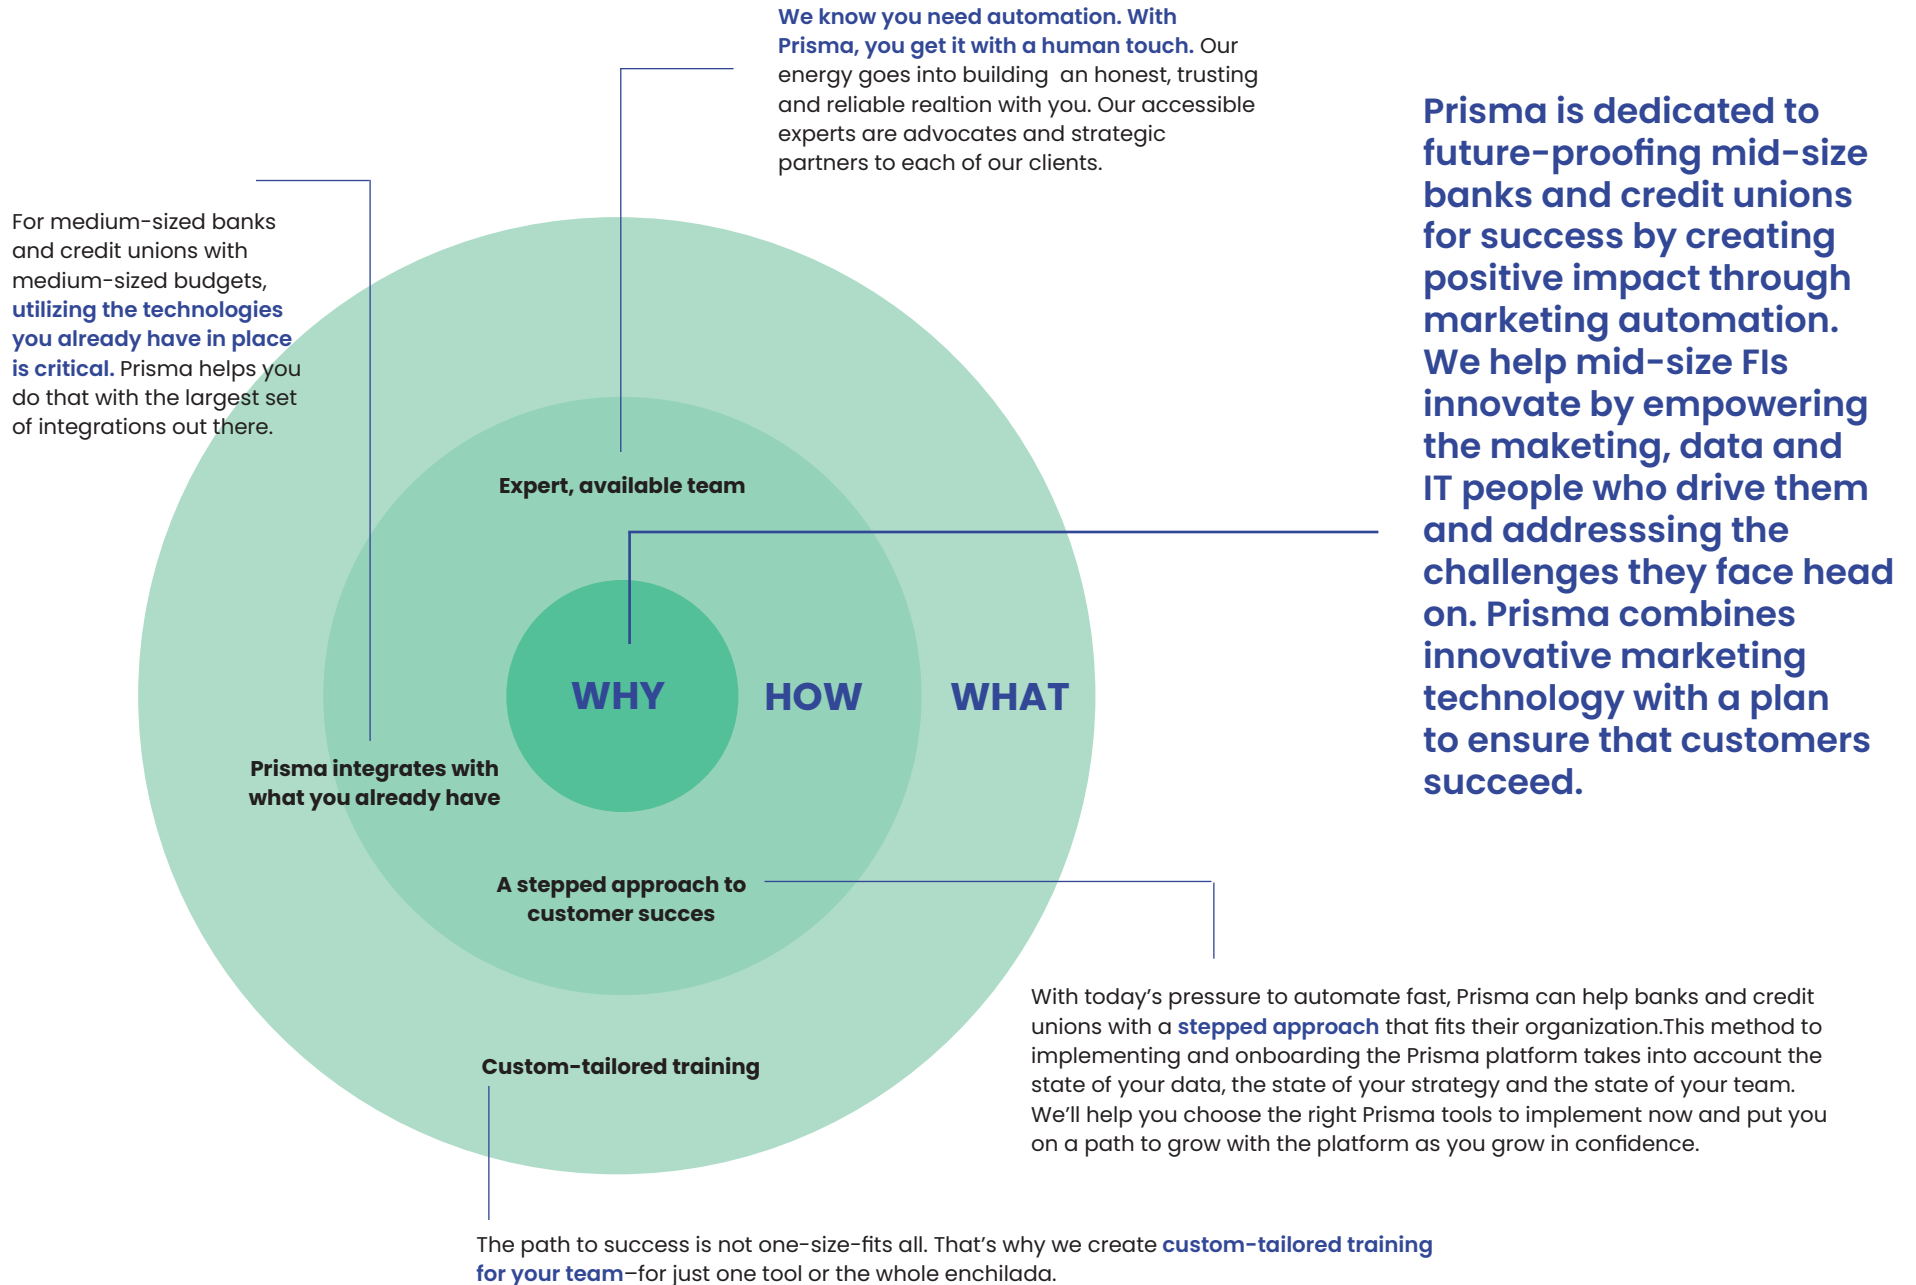 We know you need automation. With
Prisma, you get it with a human touch. Our
energy goes into building  an honest, trusting
and reliable realtion with you. Our accessible
experts are advocates and strategic
partners to each of our clients.
For medium-sized banks
and credit unions with
medium-sized budgets,
utilizing the technologies
you already have in place
is critical. Prisma helps you
do that with the largest set
of integrations out there.
Prisma is dedicated to
future-proofing mid-size
banks and credit unions
for success by creating
positive impact through
marketing automation.
We help mid-size FIs
innovate by empowering
the maketing, data and
IT people who drive them
and addresssing the
challenges they face head
on. Prisma combines
innovative marketing
technology with a plan
to ensure that customers
succeed.
Expert, available team
WHY
HOW
WHAT
Prisma integrates with
what you already have
A stepped approach to
customer succes
With today’s pressure to automate fast, Prisma can help banks and credit
unions with a stepped approach that fits their organization.This method to
implementing and onboarding the Prisma platform takes into account the
state of your data, the state of your strategy and the state of your team.
We’ll help you choose the right Prisma tools to implement now and put you
on a path to grow with the platform as you grow in confidence.
Custom-tailored training
The path to success is not one-size-fits all. That’s why we create custom-tailored training
for your team–for just one tool or the whole enchilada.